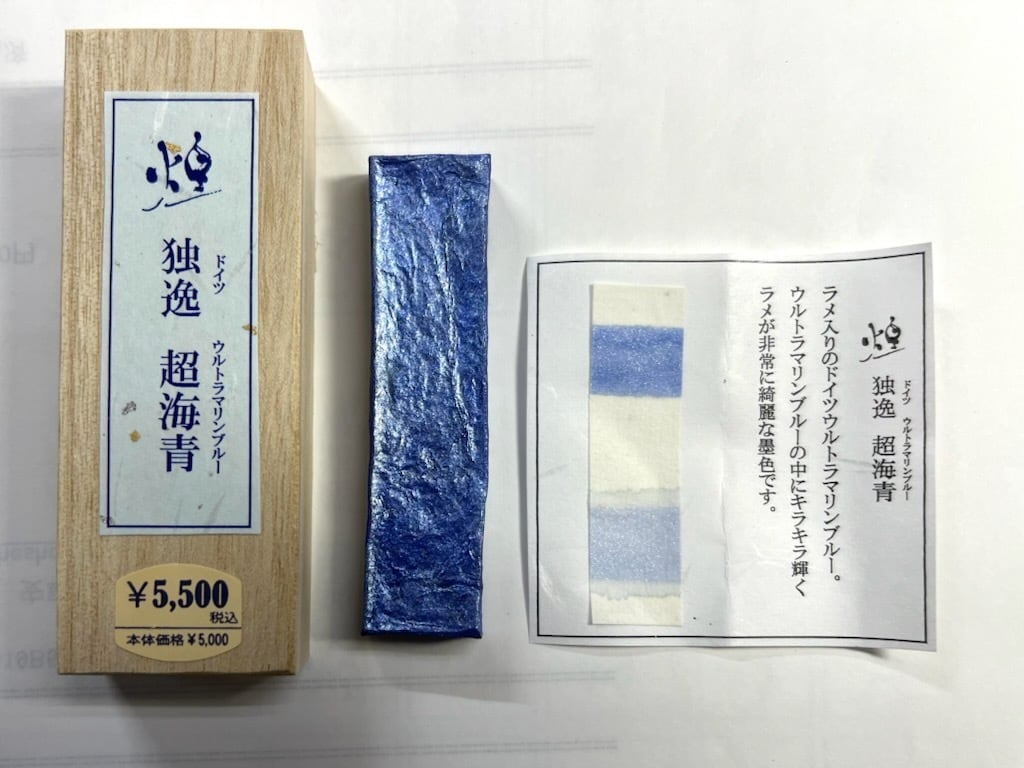 煌
独逸 超海青
ドイツ ウルトラマリンブルー
¥5,500
税込
本体価格¥5,000
煌
独逸 超海青
ドイツ ウルトラマリンブルー
ラメ入りのドイツウルトラマリンブルー。
ウルトラマリンブルーの中にキラキラ輝く
ラメが非常に綺麗な墨色です。